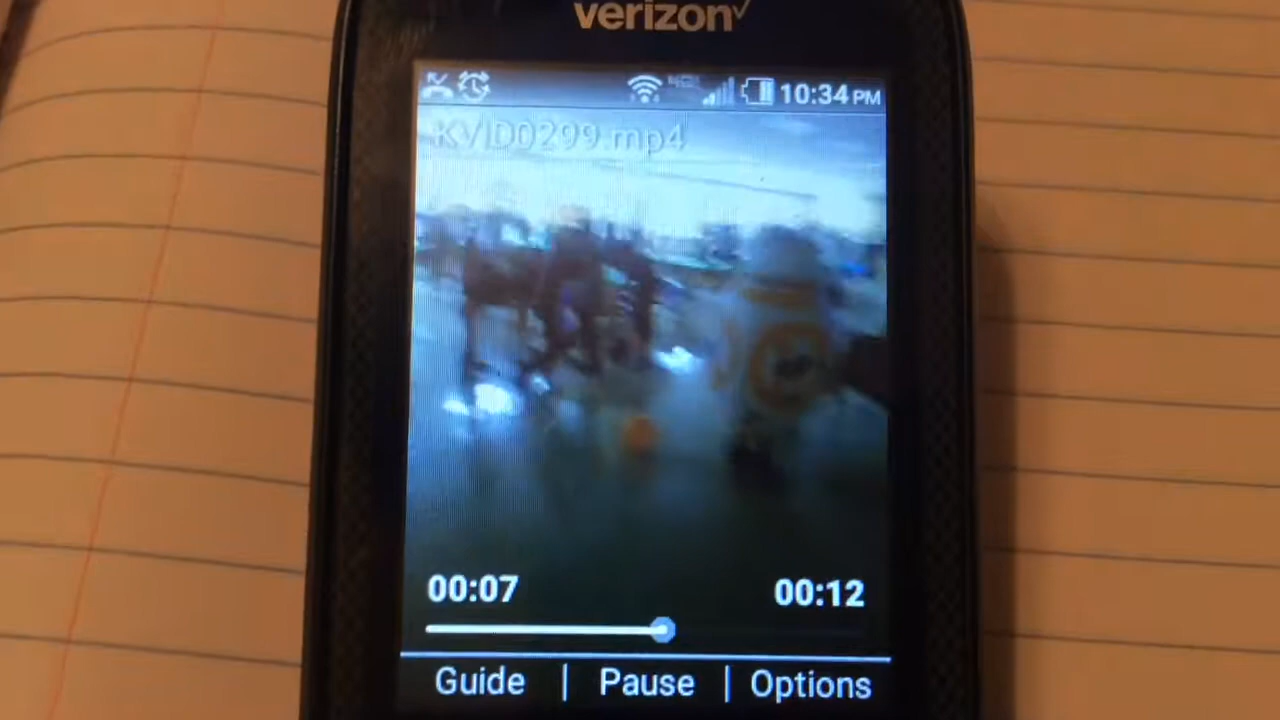 verizon
10:34 PM
KVID0299.mp4
00:07 00:12
Guide | Pause | Options